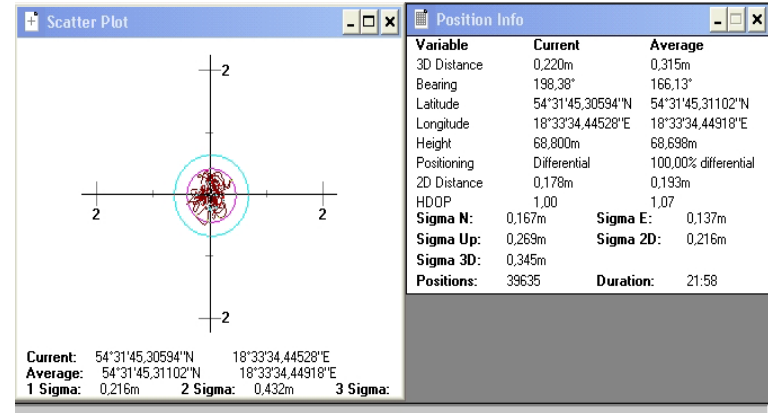 Scatter Plot
2
2
2
2
Current: 54°31'45,30594"N 18°33'34,44528"E
Average: 54°31'45,31102"N 18°33'34,44918"E
1 Sigma: 0,216m 2 Sigma: 0,432m 3 Sigma:
Position Info
Variable Current Average
3D Distance 0,220m 0,315m
Bearing 198,38° 166,13°
Latitude 54°31'45,30594"N 54°31'45,31102"N
Longitude 18°33'34,44528"E 18°33'34,44918"E
Height 68,800m 68,698m
Positioning Differential 100,00% differential
2D Distance 0,178m 0,193m
HDOP 1,00 1,07
Sigma N: 0,167m Sigma E: 0,137m
Sigma Up: 0,269m Sigma 2D: 0,216m
Sigma 3D: 0,345m
Positions: 39635 Duration: 21:58